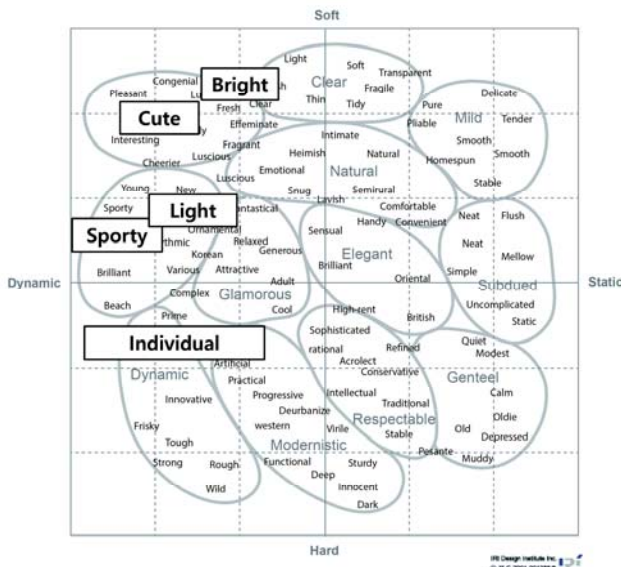 Soft
Light
Soft
Transparent
Clear
Fragile
Thin
Tidy
Clear
Bright
Congenial
Pleasant
Cute
Fresh
Effeminate
Interesting
Fragrant
Cheerier
Luscious
Luscious
Delicate
Pure
Mild
Tender
Pliable
Smooth
Smooth
Homespun
Stable
Intimate
Heimish
Natural
Emotional
Natural
Snug
Semirural
Lavish
Comfortable
Young
New
Sporty
Light
Sporty
Ornamental
Relaxed
Generous
Korean
Brilliant
Various
Attractive
Adult
Complex
Glamorous
Cool
Beach
Prime
Sensual
Handy
Convenient
Elegant
Brilliant
Oriental
High-rent
British
Neat
Flush
Neat
Mellow
Simple
Subdued
Uncomplicated
Static
Dynamic
Static
Individual
Dynamic
Innovative
Frisky
Tough
Strong
Rough
Wild
Artificial
Practical
Progressive
Deurbanize
western
Virile
Modernistic
Functional
Sturdy
Deep
Innocent
Dark
Sophisticated
rational
Refined
Acrolect
Conservative
Intellectual
Traditional
Respectable
Stable
Pesante
Quiet
Modest
Genteel
Calm
Oldie
Old
Depressed
Muddy
Hard
IRI Design Institute Inc.